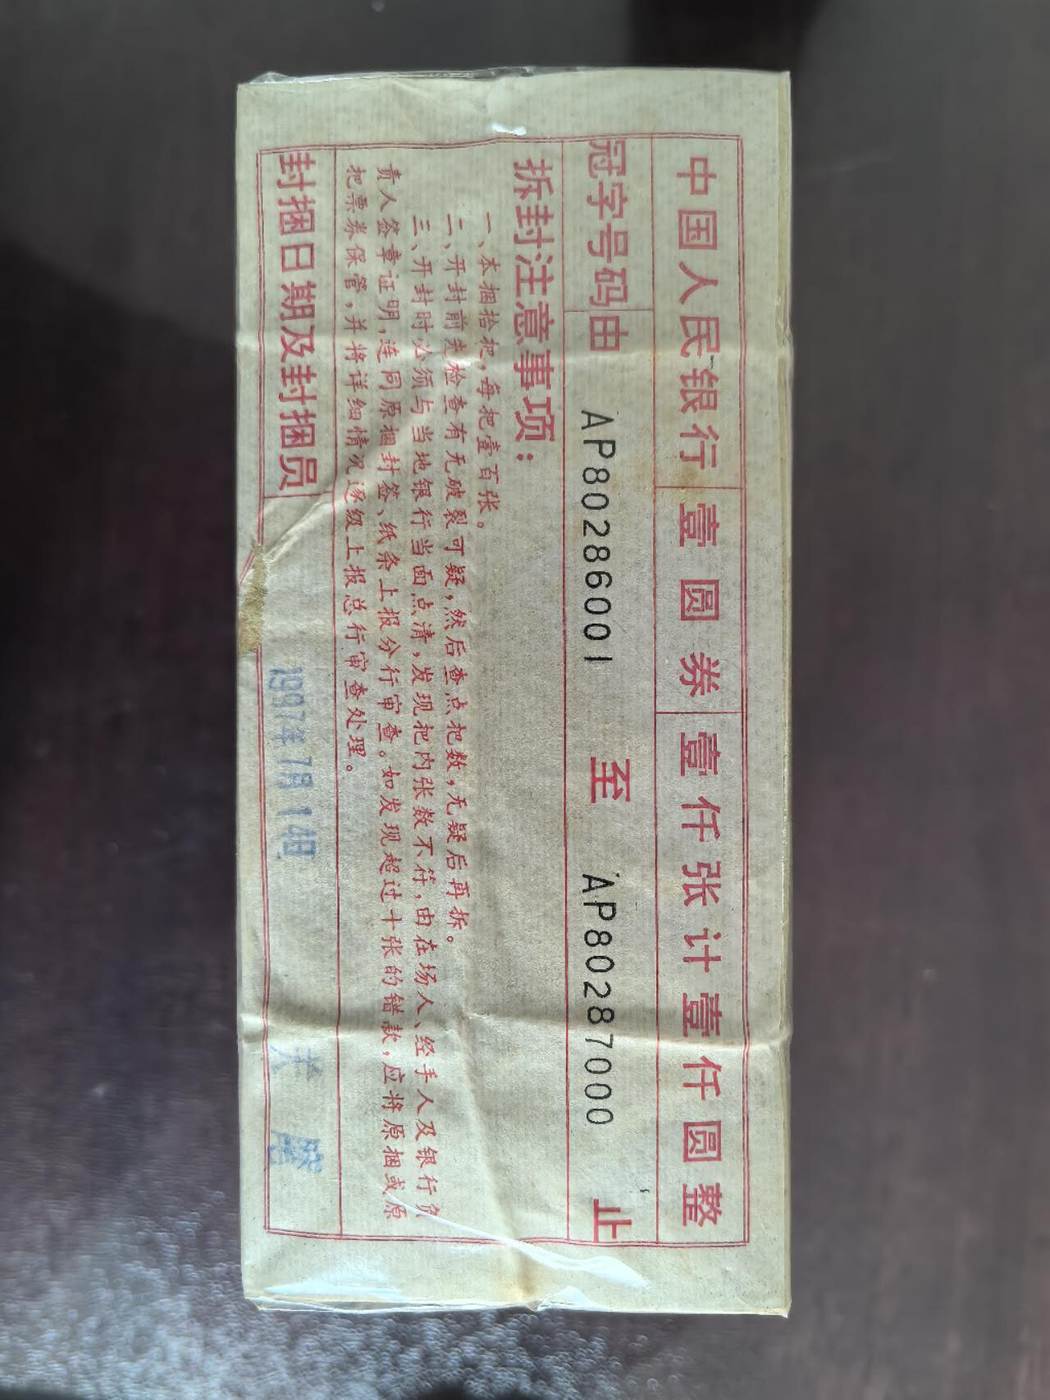 中国人民银行 壹圆券 壹仟张计壹仟圆整
冠字号码由 AP8028601 至 AP80287000 止
拆封注意事项：
一、本捆拾把，每把壹百张。
二、开封前先检查有无破裂可疑，然后查点把数，无疑后再拆。
三、开封时必须与当地银行当面点清，发现把内张数不符，由在场人、经手人及银行负
责人签章证明，连同原捆封签、纸条上报分行审查。如发现超过十张的错款，应将原捆或原
把票券保管，并将详细情况逐级上报总行审查处理。
封捆日期及封捆员 1997年7月14日